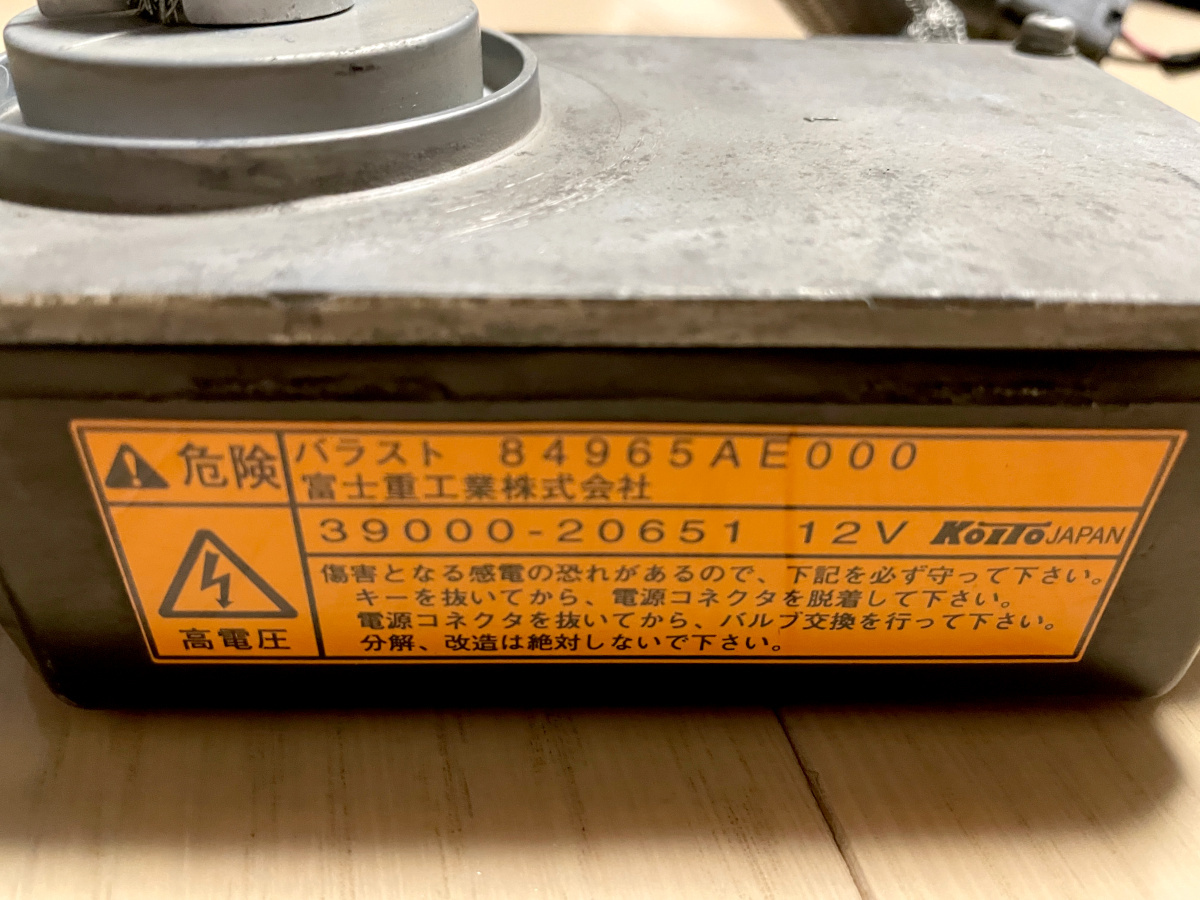 危険
バラスト 84965AE000
富士重工業株式会社
39000-20651 12V KOITO JAPAN
高電圧
傷害となる感電の恐れがあるので、下記を必ず守って下さい。
キーを抜いてから、電源コネクタを脱着して下さい。
電源コネクタを抜いてから、バルブ交換を行って下さい。
分解、改造は絶対しないで下さい。